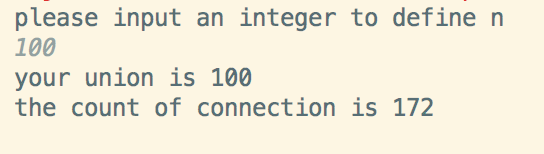 please input an integer to define n
100
your union is 100
the count of connection is 172